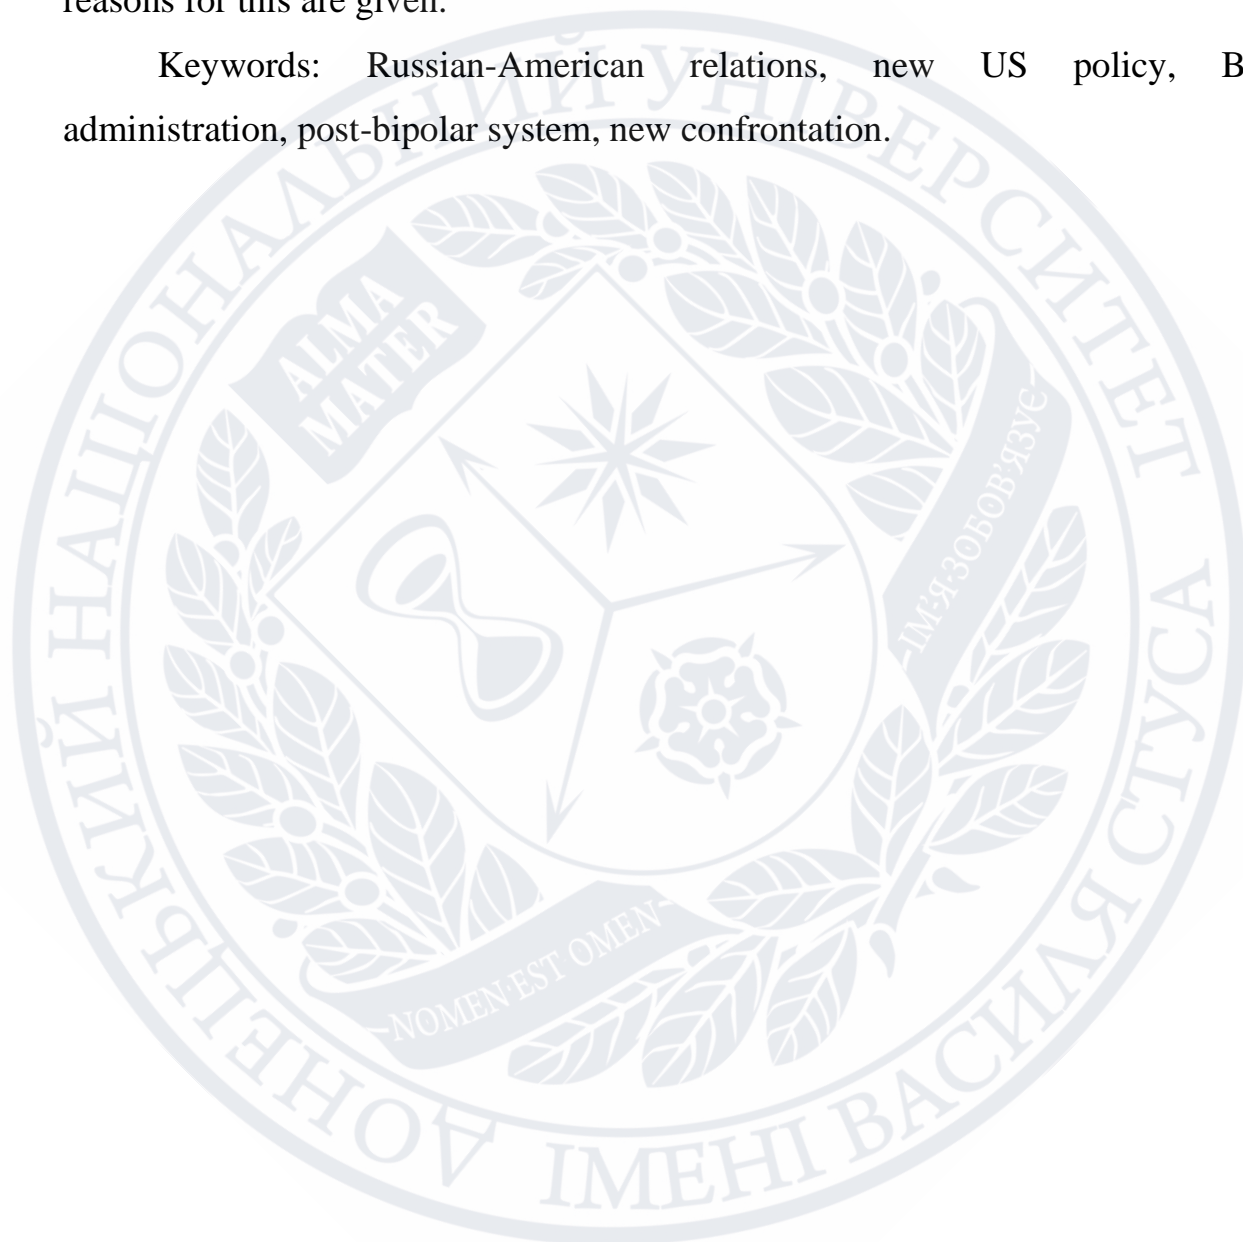 reasons for this are given.
Keywords: Russian-American relations, new US policy, B
administration, post-bipolar system, new confrontation.
ДОНЕЦЬКИЙ НАЦІОНАЛЬНИЙ УНІВЕРСИТЕТ ІМЕНІ ВАСИЛЯ СТУСА
ALMA
MATER
ІМ'Я ЗОБОВ'ЯЗУЄ
NOMEN EST OMEN